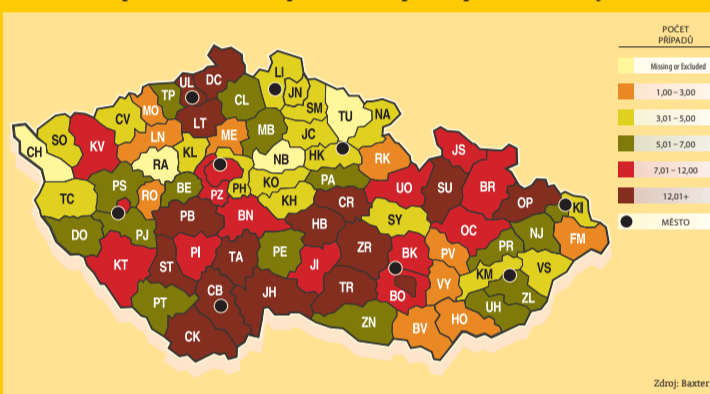 POČET
PŘÍPADŮ
Missing or Excluded
1,00 – 3,00
3,01 – 5,00
5,01 – 7,00
7,01 – 12,00
12,01+
MĚSTO
UL DC LI
TP JN
MO CL SM TU NA
CV LT
SO LN ME MB JC
CH KV RA KL NB HK RK JS
TC PS RO BE PZ PH KO PA UO SU BR
KH CR OP KI
DO PJ PB BN HB SY OC NJ FM
KT ST PI TA PE ZR BK PV PR
JI KM VS
PT CB JH TR BO VY UH ZL
CK ZN BV HO
Zdroj: Baxter